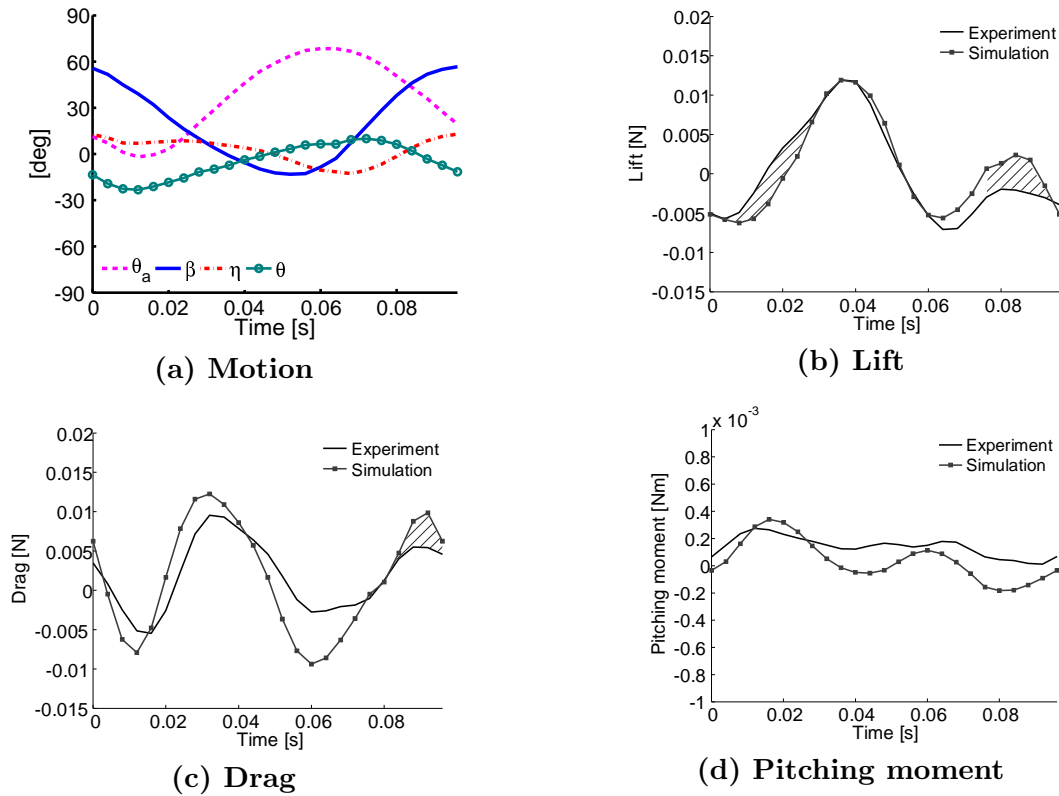 90
60
30
0
-30
-60
-90
[deg]
θa β η θ
0 0.02 0.04 0.06 0.08
Time [s]
(a) Motion
0.02
0.015
0.01
0.005
0
-0.005
-0.01
-0.015
Lift [N]
Experiment
Simulation
0 0.02 0.04 0.06 0.08
Time [s]
(b) Lift
0.02
0.015
0.01
0.005
0
-0.005
-0.01
-0.015
Drag [N]
Experiment
Simulation
0 0.02 0.04 0.06 0.08
Time [s]
(c) Drag
x 10-3
1
0.8
0.6
0.4
0.2
0
-0.2
-0.4
-0.6
-0.8
-1
Pitching moment [Nm]
Experiment
Simulation
0 0.02 0.04 0.06 0.08
Time [s]
(d) Pitching moment